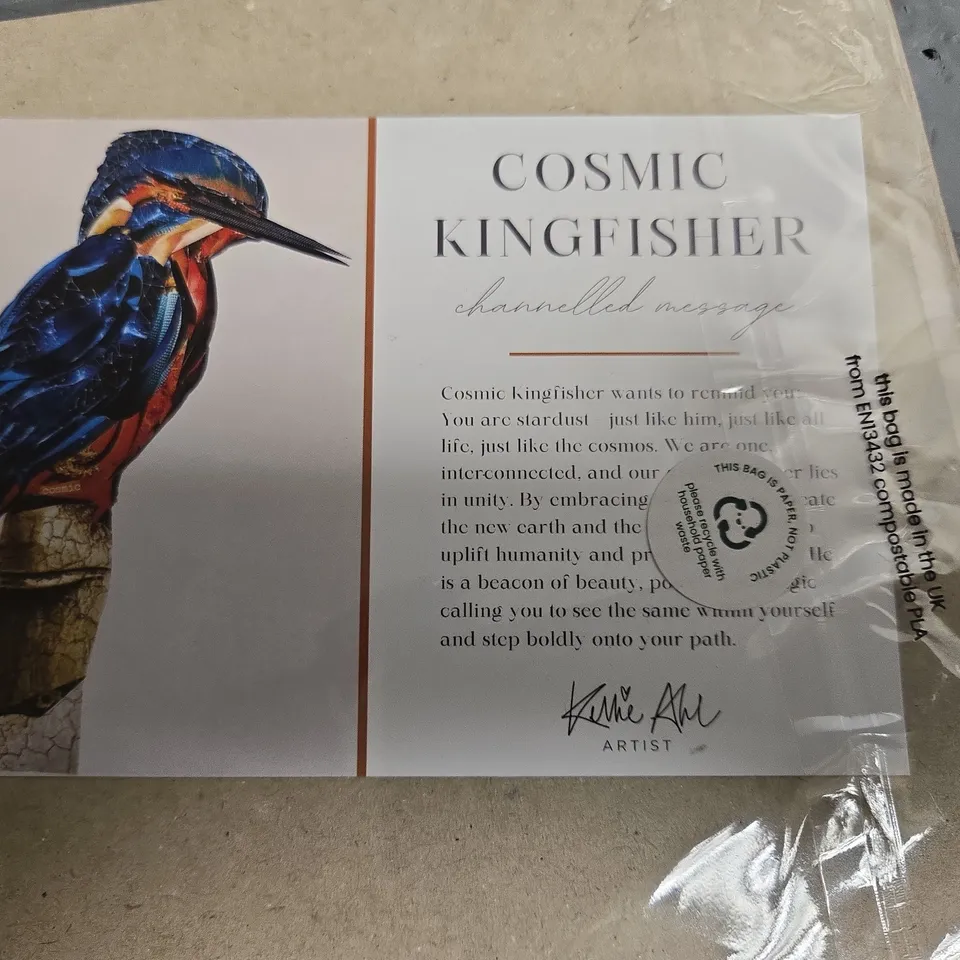 COSMIC
KINGFISHER
channelled message
Cosmic Kingfisher wants to remind you:
You are stardust just like him, just like all
life, just like the cosmos. We are one,
interconnected, and our lies
in unity. By embracing
the new earth and the
uplift humanity and
is a beacon of beauty,
calling you to see the same within yourself
and step boldly onto your path.
Kellie Ahl
ARTIST
cosmic
THIS BAG IS PAPER, NOT PLASTIC
please recycle with
household paper
waste
this bag is made in the UK
from EN13432 compostable PLA